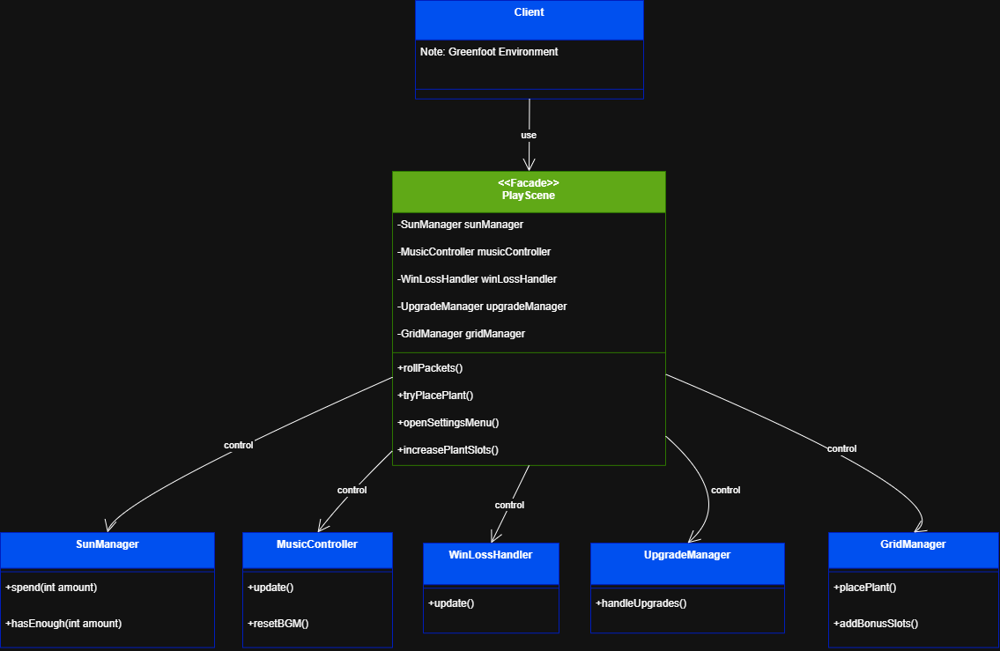 Client
Note: Greenfoot Environment
use
<<Facade>>
PlayScene
-SunManager sunManager
-MusicController musicController
-WinLossHandler winLossHandler
-UpgradeManager upgradeManager
-GridManager gridManager
+rollPackets()
+tryPlacePlant()
+openSettingsMenu()
+increasePlantSlots()
control
control
control
control
control
SunManager
+spend(int amount)
+hasEnough(int amount)
MusicController
+update()
+resetBGM()
WinLossHandler
+update()
UpgradeManager
+handleUpgrades()
GridManager
+placePlant()
+addBonusSlots()